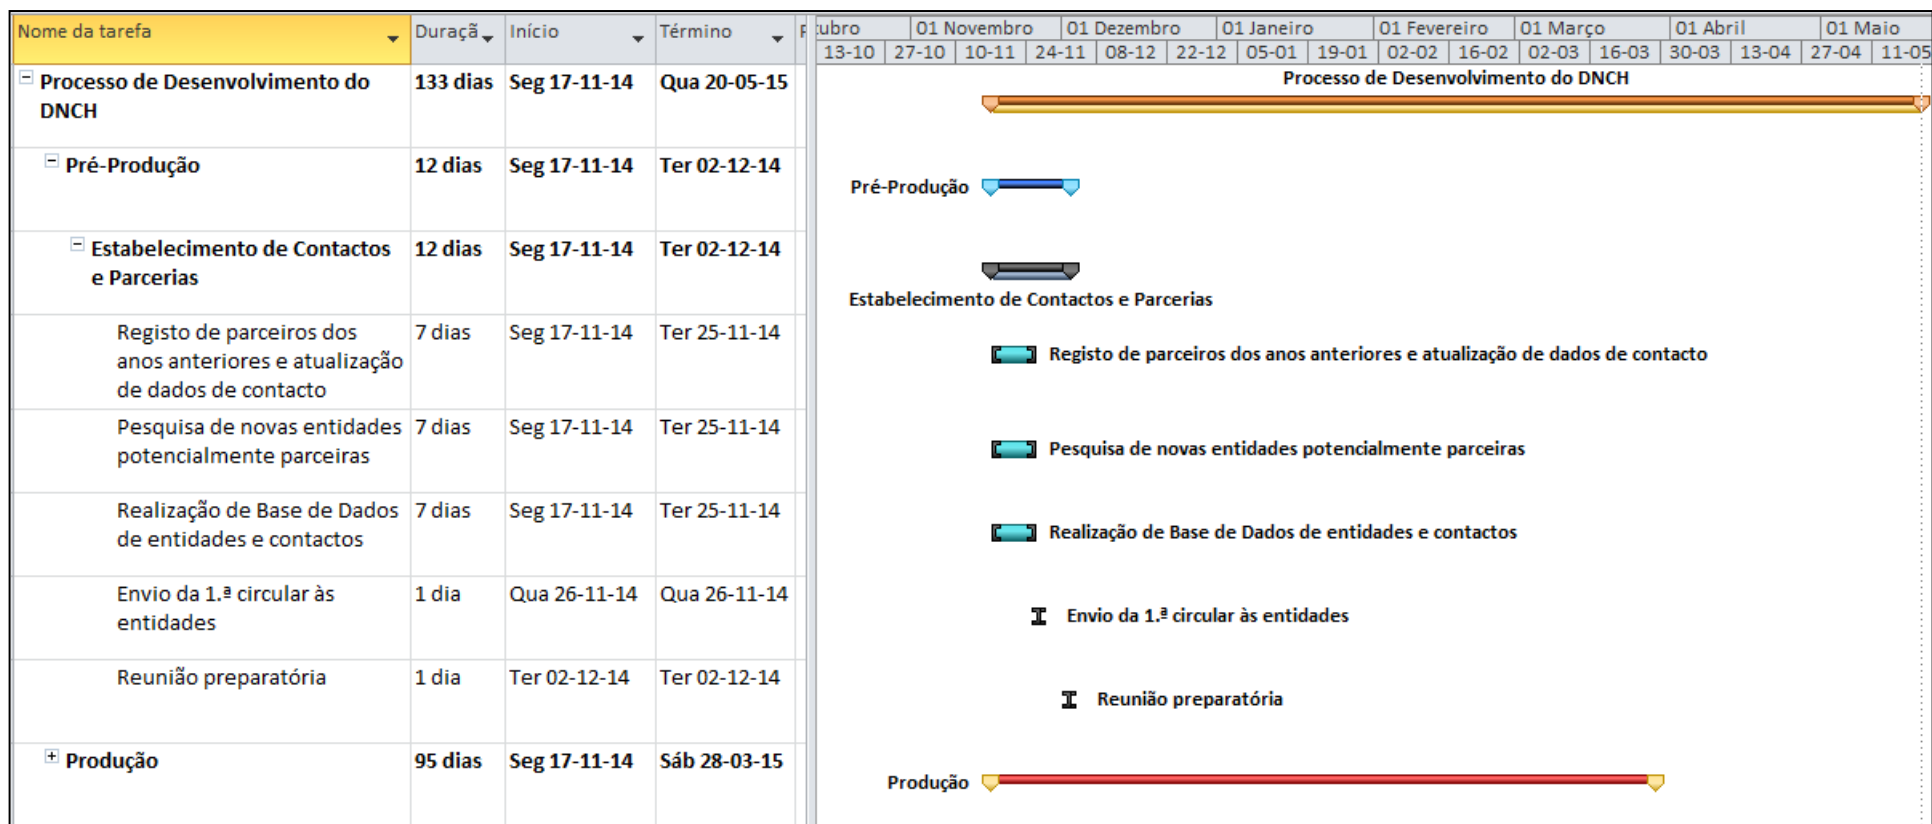 Nome da tarefa Duraçã Início Término F
ubro 01 Novembro 01 Dezembro 01 Janeiro 01 Fevereiro 01 Março 01 Abril 01 Maio
13-10 27-10 10-11 24-11 08-12 22-12 05-01 19-01 02-02 16-02 02-03 16-03 30-03 13-04 27-04 11-05
Processo de Desenvolvimento do 133 dias Seg 17-11-14 Qua 20-05-15
DNCH
Processo de Desenvolvimento do DNCH
Pré-Produção 12 dias Seg 17-11-14 Ter 02-12-14
Pré-Produção
Estabelecimento de Contactos 12 dias Seg 17-11-14 Ter 02-12-14
e Parcerias
Estabelecimento de Contactos e Parcerias
Registo de parceiros dos 7 dias Seg 17-11-14 Ter 25-11-14
anos anteriores e atualização
de dados de contacto
Registo de parceiros dos anos anteriores e atualização de dados de contacto
Pesquisa de novas entidades 7 dias Seg 17-11-14 Ter 25-11-14
potencialmente parceiras
Pesquisa de novas entidades potencialmente parceiras
Realização de Base de Dados 7 dias Seg 17-11-14 Ter 25-11-14
de entidades e contactos
Realização de Base de Dados de entidades e contactos
Envio da 1.ª circular às 1 dia Qua 26-11-14 Qua 26-11-14
entidades
Envio da 1.ª circular às entidades
Reunião preparatória 1 dia Ter 02-12-14 Ter 02-12-14
Reunião preparatória
Produção 95 dias Seg 17-11-14 Sáb 28-03-15
Produção